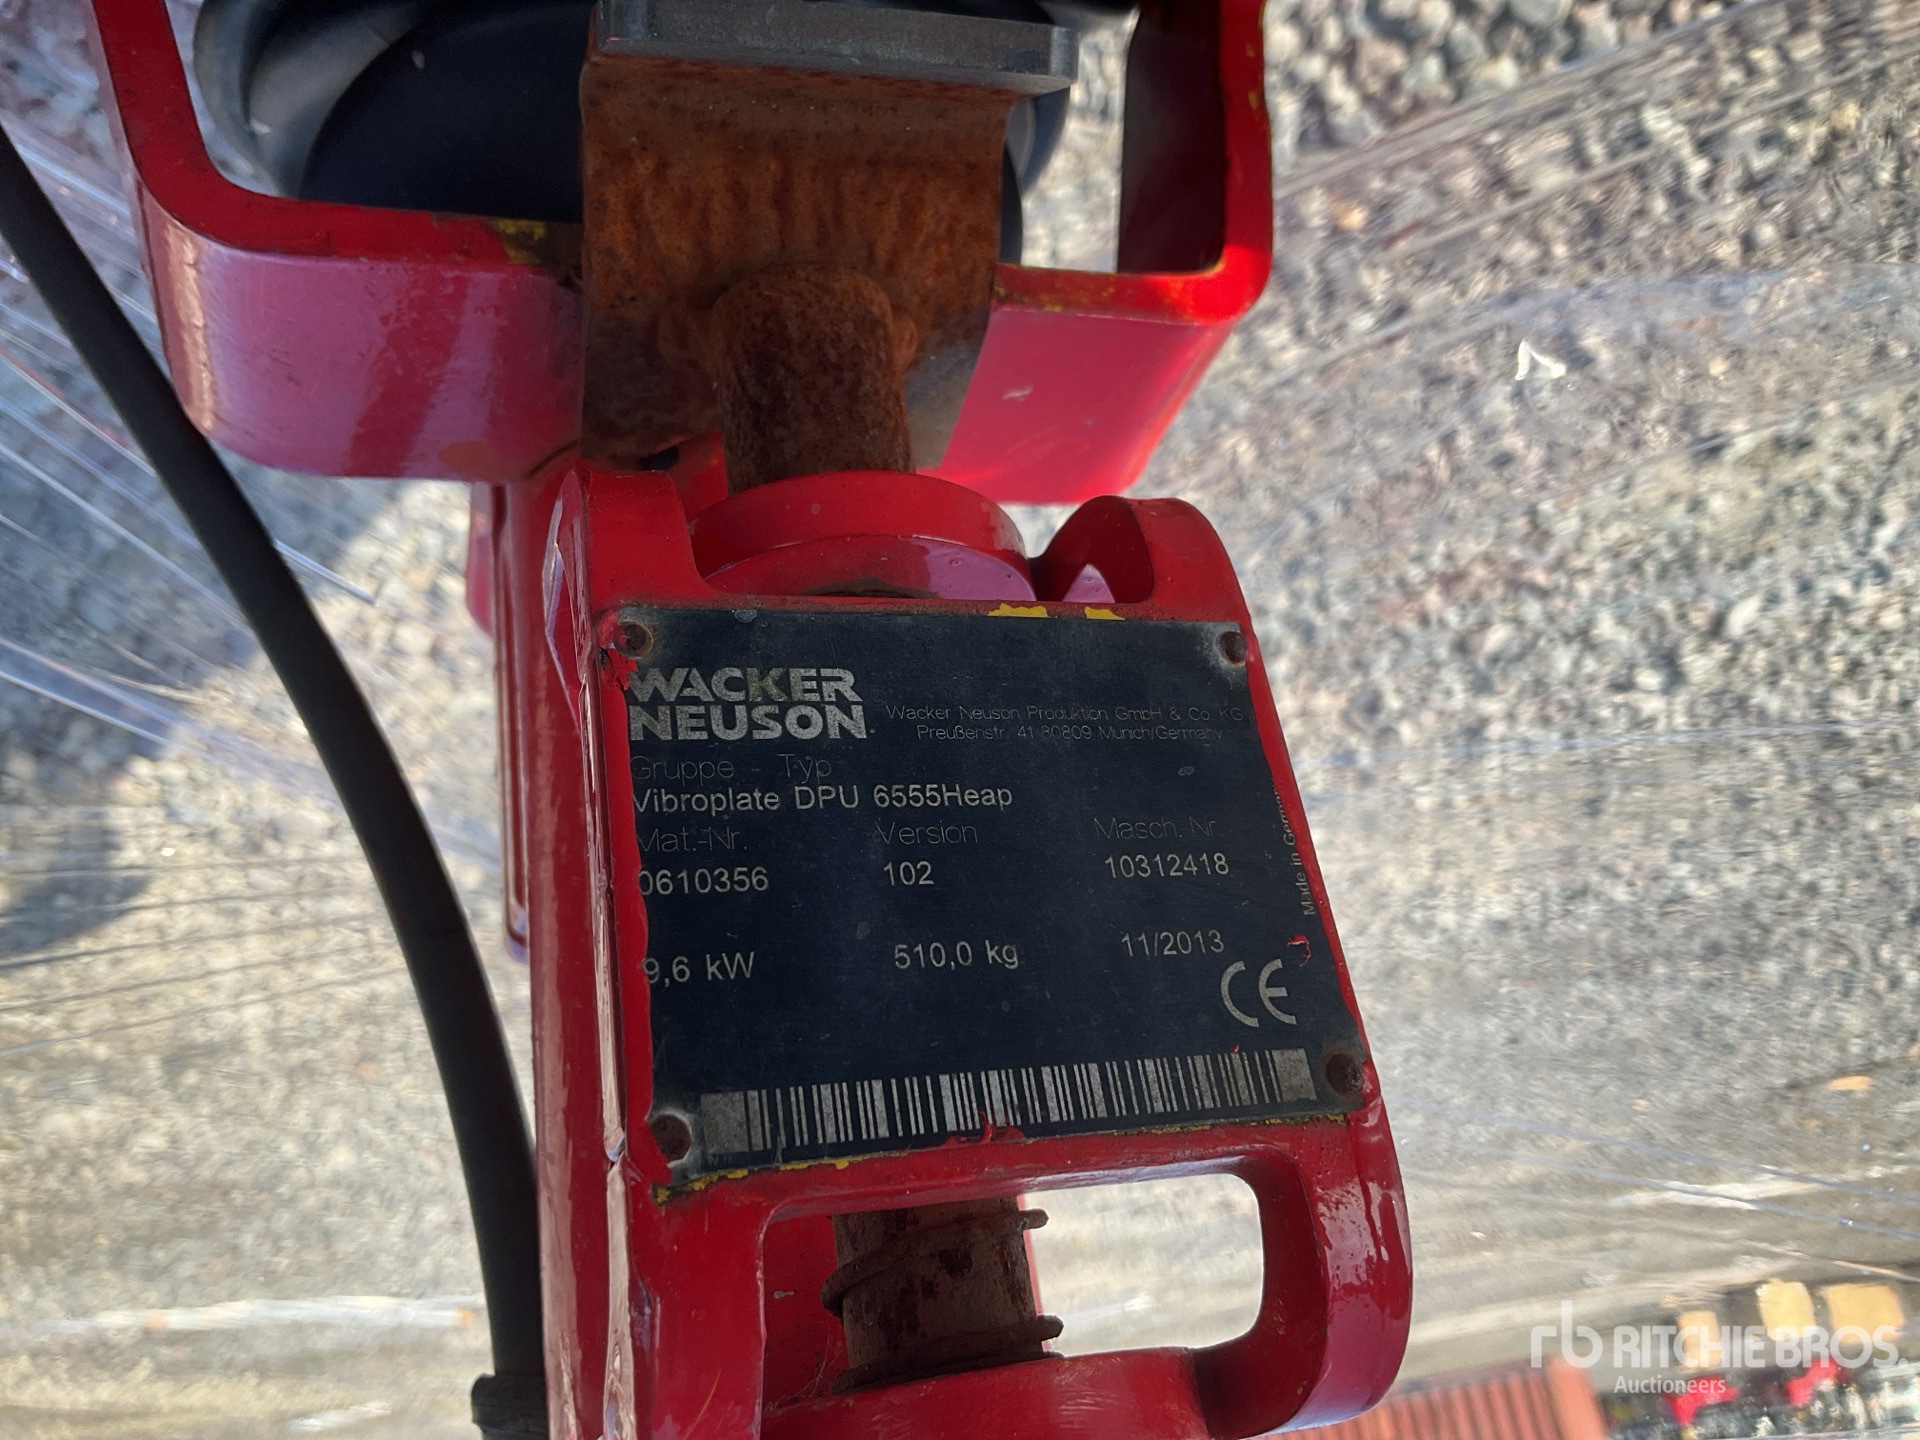 WACKER
NEUSON
Wacker Neuson Produktion GmbH & Co. KG
Preußenstr. 41 80809 Munich/Germany
Gruppe - Typ
Vibroplate DPU 6555Heap
Mat.-Nr. Version Masch. Nr.
0610356 102 10312418
9,6 kW 510,0 kg 11/2013
CE
Made in German
rb RITCHIE BROS.
Auctioneers